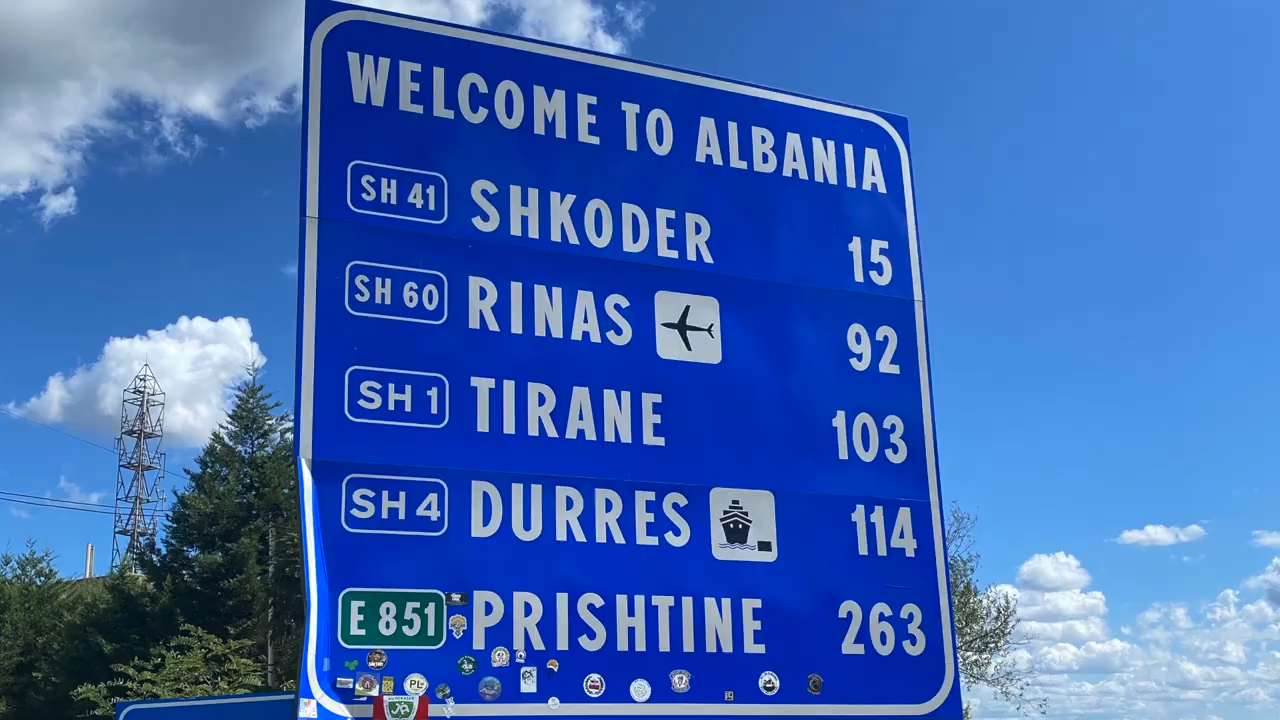 WELCOME TO ALBANIA
SH 41 SHKODER 15
SH 60 RINAS 92
SH 1 TIRANE 103
SH 4 DURRES 114
E 851 PRISHTINE 263
PL